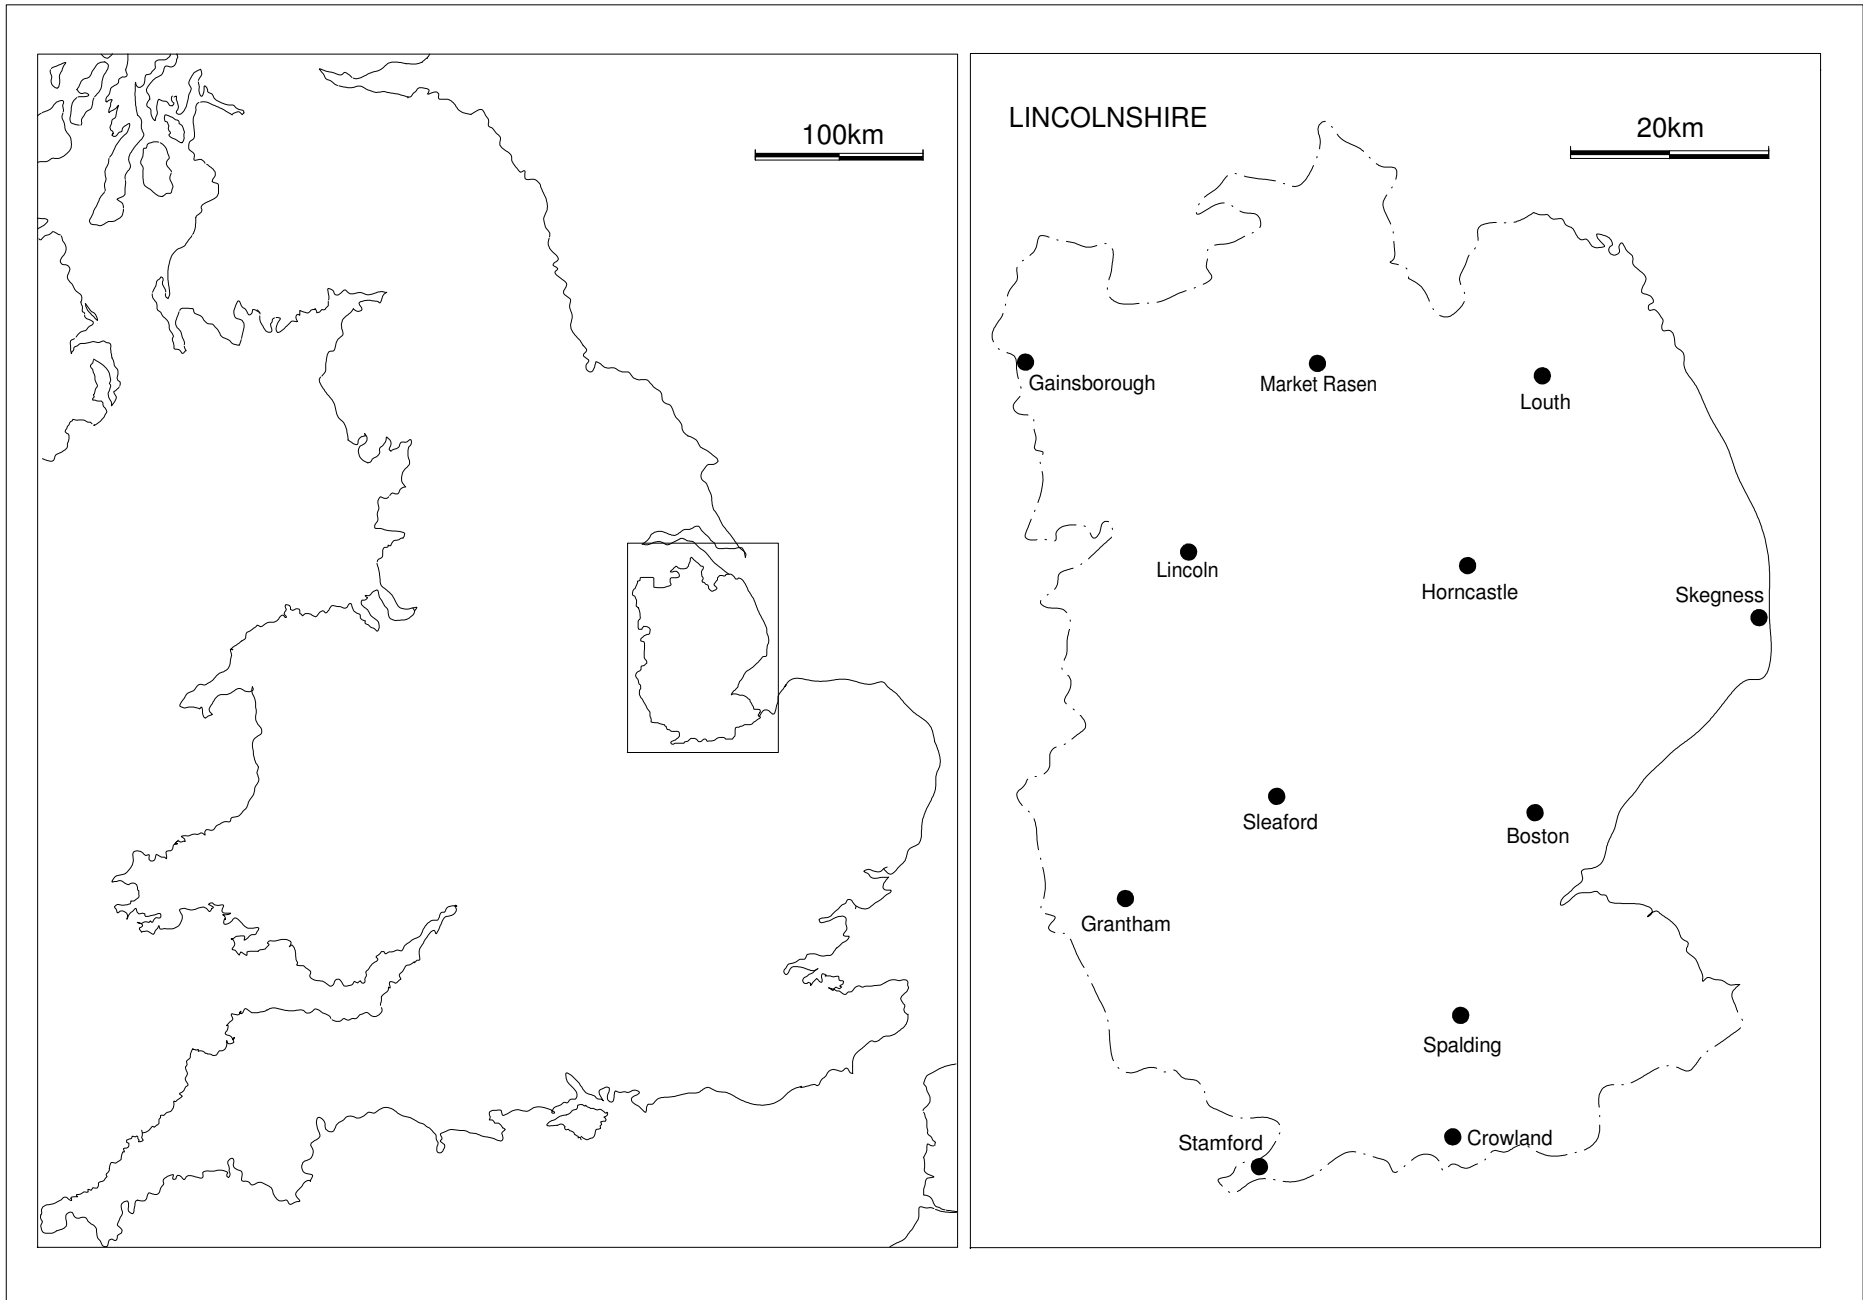 100km
LINCOLNSHIRE
20km
Gainsborough
Market Rasen
Louth
Lincoln
Horncastle
Skegness
Sleaford
Boston
Grantham
Spalding
Stamford
Crowland